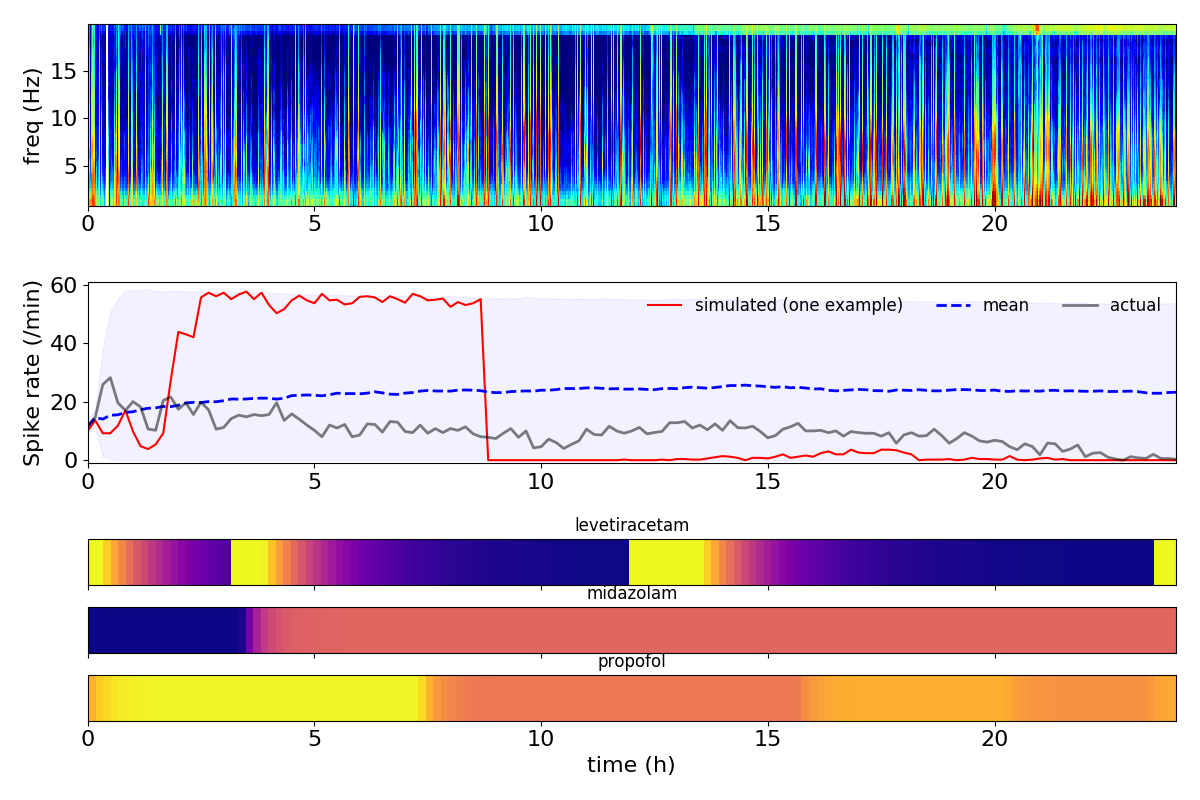 freq (Hz)
15
10
5
0 5 10 15 20
Spike rate (/min)
60
40
20
0
simulated (one example) mean actual
0 5 10 15 20
levetiracetam
midazolam
propofol
0 5 10 15 20
time (h)